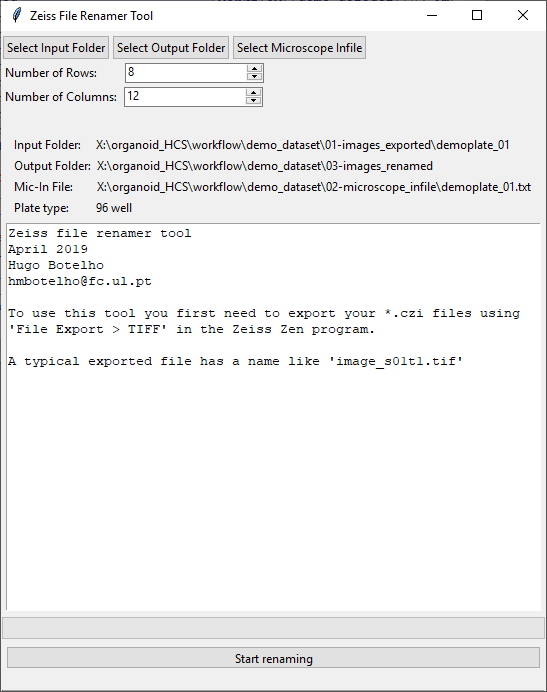 Zeiss File Renamer Tool
Select Input Folder Select Output Folder Select Microscope Infile
Number of Rows: 8
Number of Columns: 12
Input Folder: X:\organoid_HCS\workflow\demo_dataset\01-images_exported\demoplate_01
Output Folder: X:\organoid_HCS\workflow\demo_dataset\03-images_renamed
Mic-In File: X:\organoid_HCS\workflow\demo_dataset\02-microscope_infile\demoplate_01.txt
Plate type: 96 well
Zeiss file renamer tool
April 2019
Hugo Botelho
hmbotelho@fc.ul.pt
To use this tool you first need to export your *.czi files using
'File Export > TIFF' in the Zeiss Zen program.
A typical exported file has a name like 'image_s01t1.tif'
Start renaming